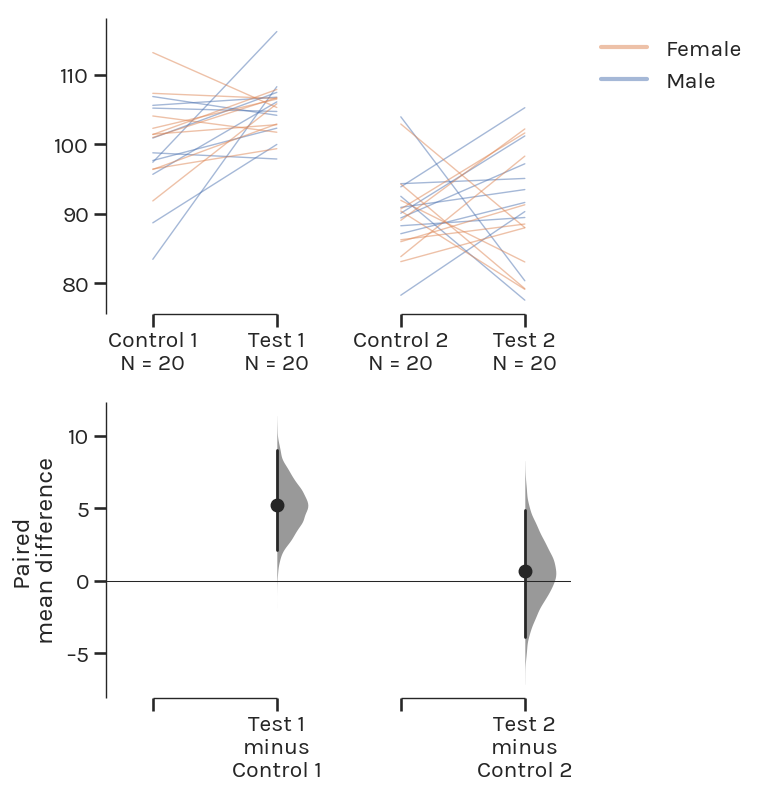 Female
Male
110
100
90
80
Control 1
N = 20
Test 1
N = 20
Control 2
N = 20
Test 2
N = 20
Paired
mean difference
10
5
0
-5
Test 1
minus
Control 1
Test 2
minus
Control 2